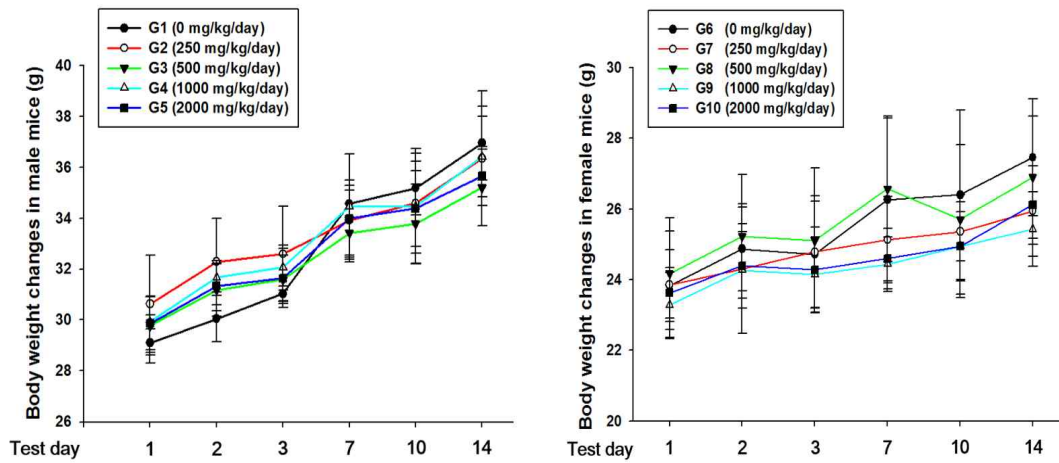 G1 (0 mg/kg/day)
G2 (250 mg/kg/day)
G3 (500 mg/kg/day)
G4 (1000 mg/kg/day)
G5 (2000 mg/kg/day)
Body weight changes in male mice (g)
40
38
36
34
32
30
28
26
Test day 1 2 3 7 10 14
G6 (0 mg/kg/day)
G7 (250 mg/kg/day)
G8 (500 mg/kg/day)
G9 (1000 mg/kg/day)
G10 (2000 mg/kg/day)
Body weight changes in female mice (g)
30
28
26
24
22
20
Test day 1 2 3 7 10 14